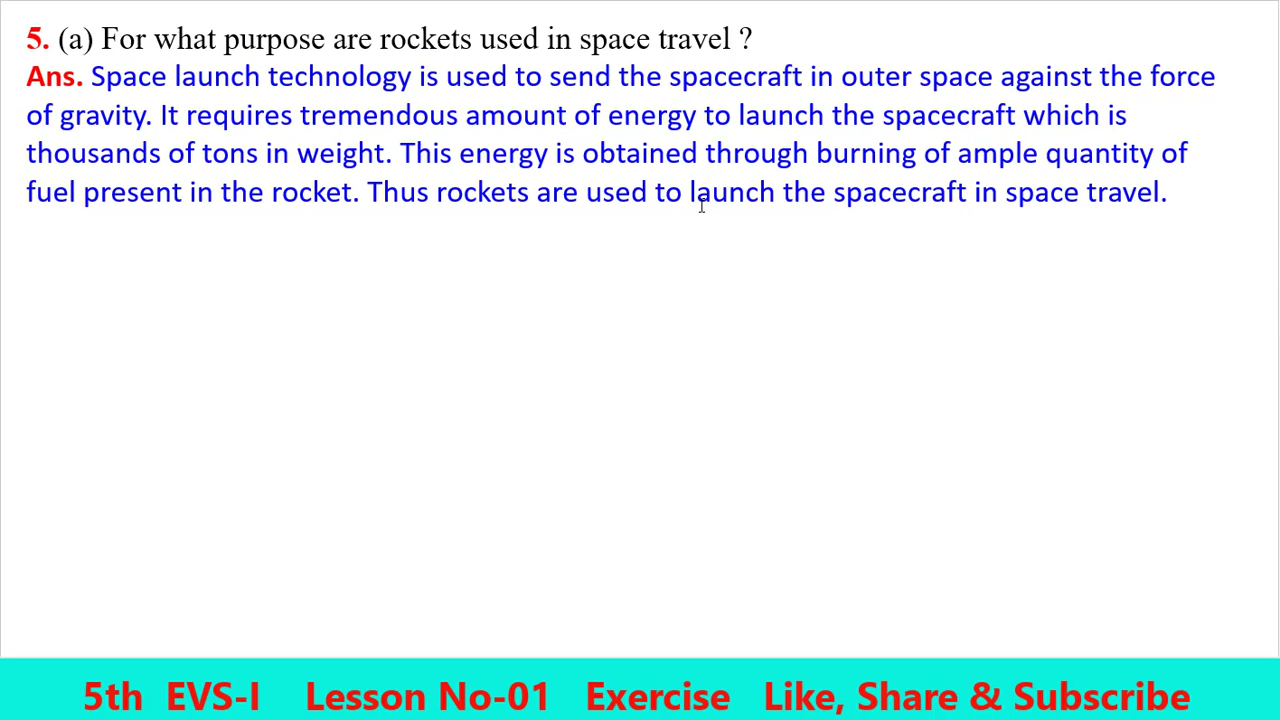 5. (a) For what purpose are rockets used in space travel ?
Ans. Space launch technology is used to send the spacecraft in outer space against the force
of gravity. It requires tremendous amount of energy to launch the spacecraft which is
thousands of tons in weight. This energy is obtained through burning of ample quantity of
fuel present in the rocket. Thus rockets are used to launch the spacecraft in space travel.
5th EVS-I Lesson No-01 Exercise Like, Share & Subscribe